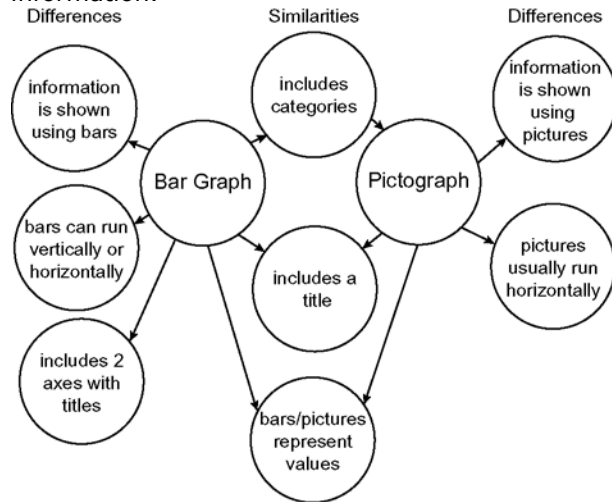 information.
Differences
Similarities
Differences
information
is shown
using bars
includes
categories
information
is shown
using
pictures
Bar Graph
Pictograph
bars can run
vertically or
horizontally
includes a
title
pictures
usually run
horizontally
includes 2
axes with
titles
bars/pictures
represent
values